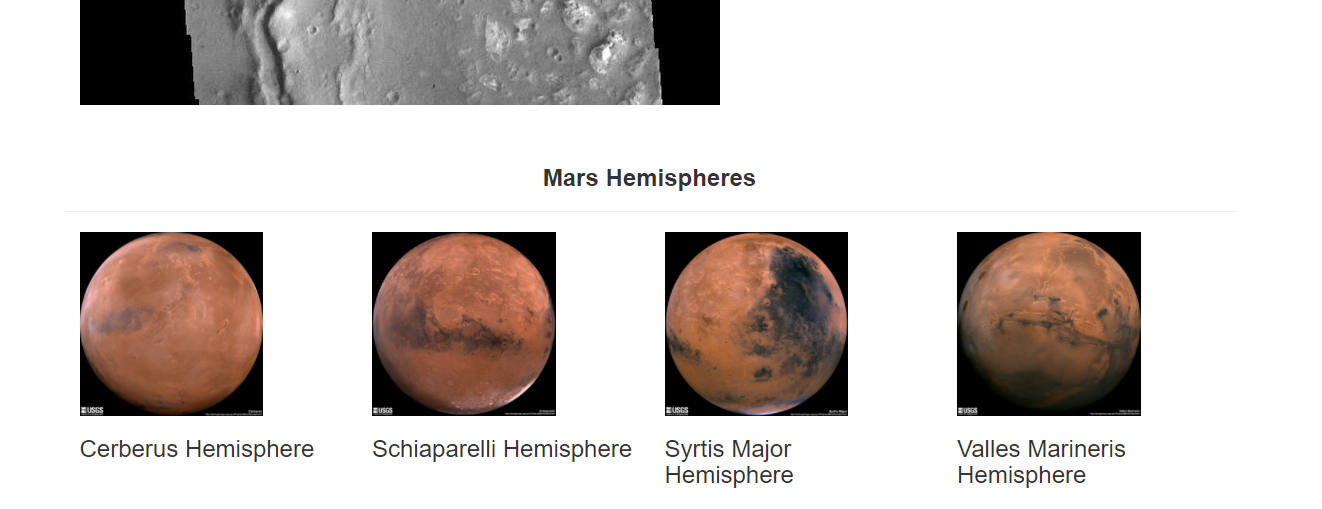 Mars Hemispheres
USGS
USGS
USGS
USGS
Cerberus Hemisphere
Schiaparelli Hemisphere
Syrtis Major
Hemisphere
Valles Marineris
Hemisphere